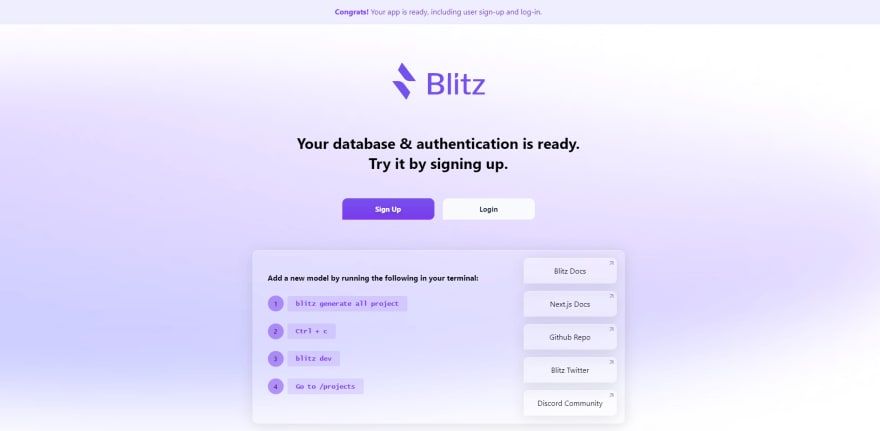 Congrats! Your app is ready, including user sign-up and log-in.
Blitz
Your database & authentication is ready.
Try it by signing up.
Sign Up
Login
Add a new model by running the following in your terminal:
1 blitz generate all project
2 Ctrl + c
3 blitz dev
4 Go to /projects
Blitz Docs
Next.js Docs
Github Repo
Blitz Twitter
Discord Community